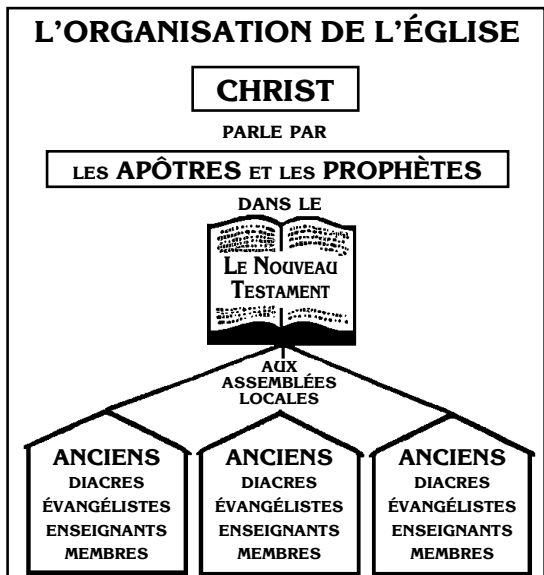 L'ORGANISATION DE L'ÉGLISE
CHRIST
PARLE PAR
LES APÔTRES ET LES PROPHÈTES
DANS LE
LE NOUVEAU
TESTAMENT
AUX
ASSEMBLÉES
LOCALES
ANCIENS
DIACRES
ÉVANGÉLISTES
ENSEIGNANTS
MEMBRES
ANCIENS
DIACRES
ÉVANGÉLISTES
ENSEIGNANTS
MEMBRES
ANCIENS
DIACRES
ÉVANGÉLISTES
ENSEIGNANTS
MEMBRES